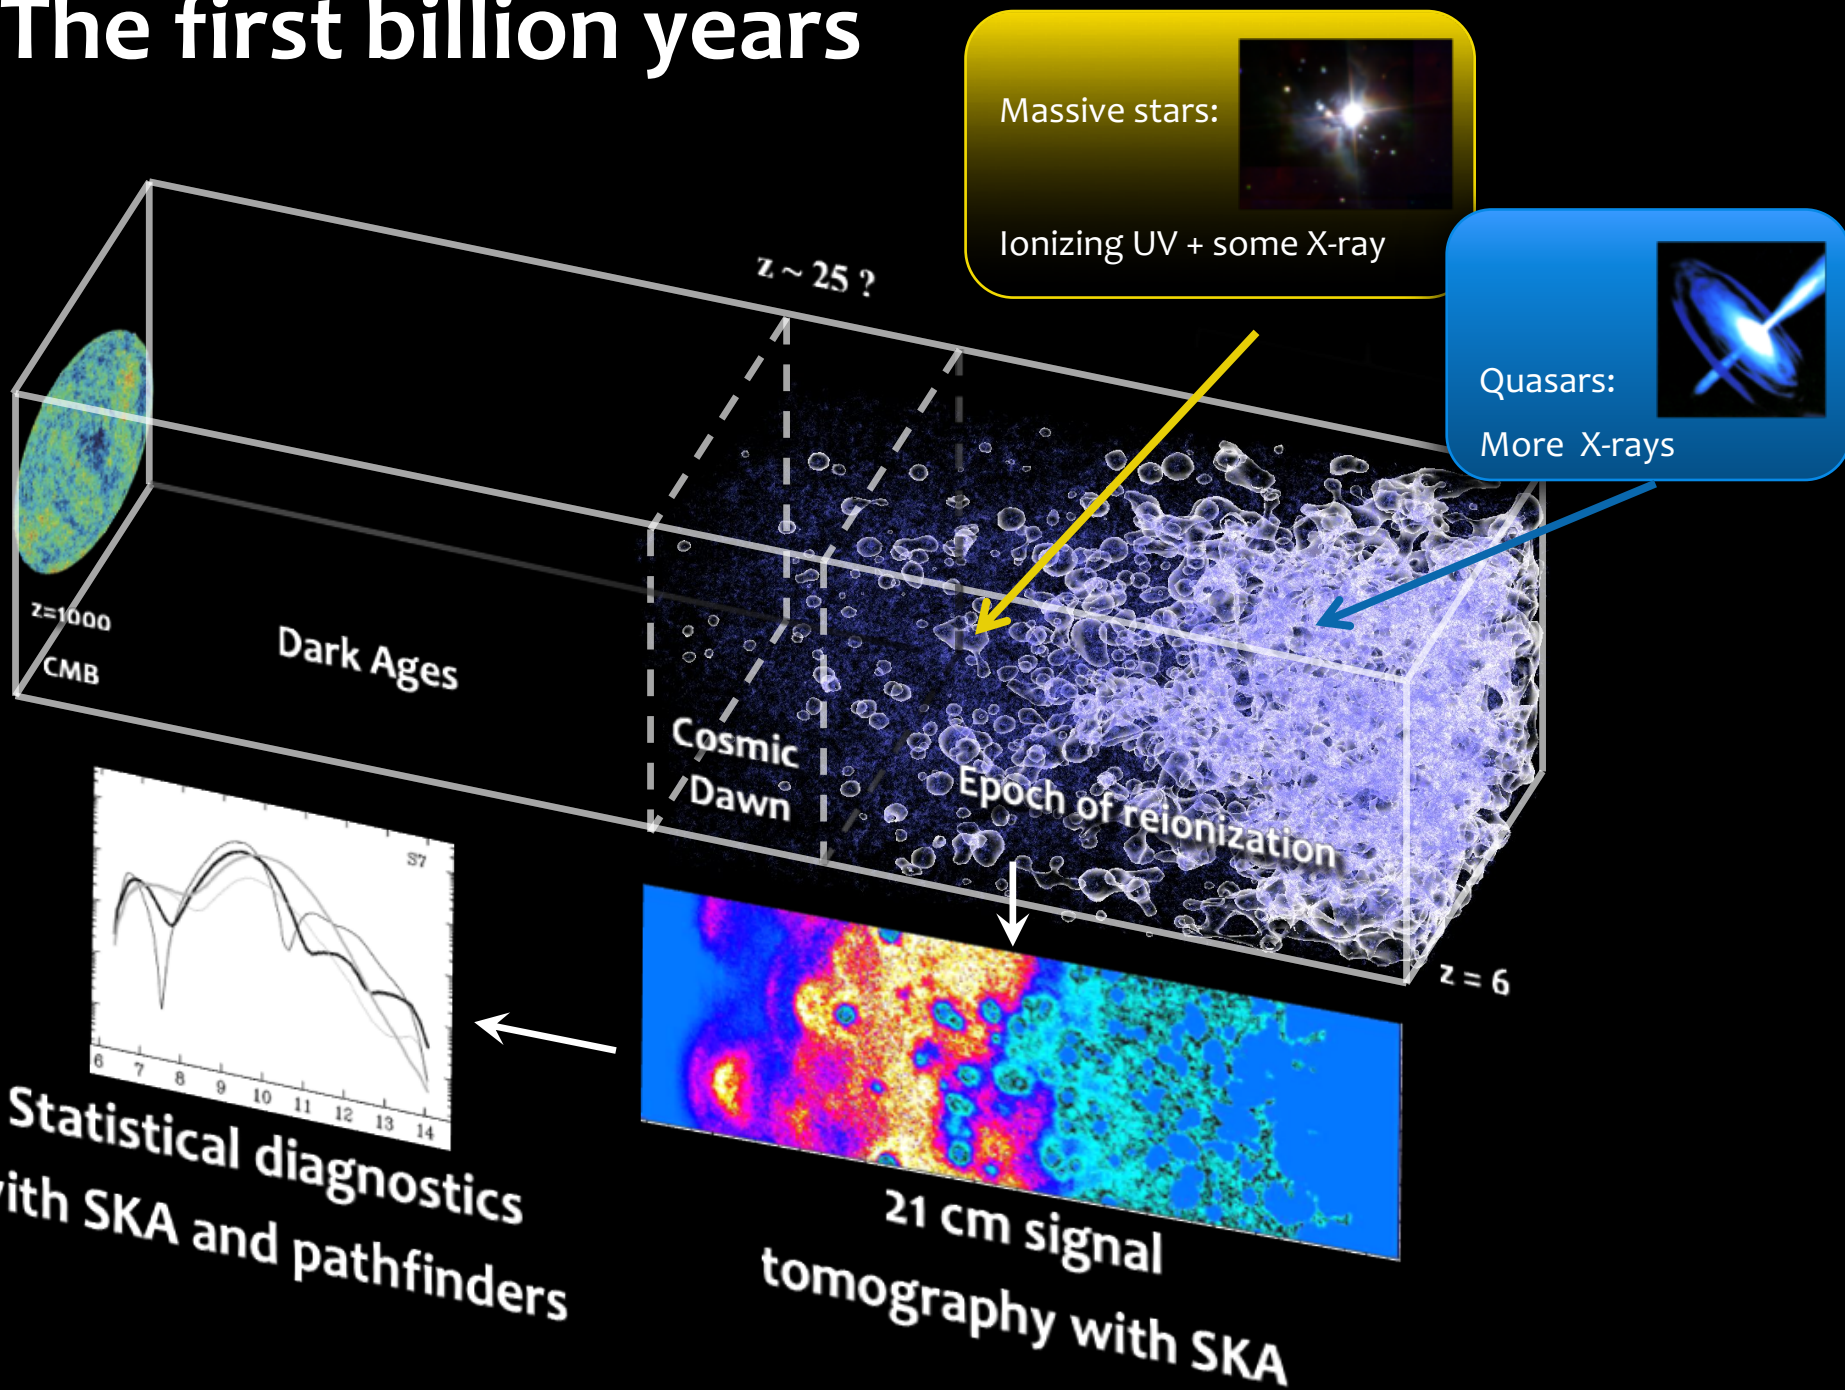 The first billion years
Massive stars:
Ionizing UV + some X-ray
Quasars:
More X-rays
z ~ 25 ?
z=1000
CMB
Dark Ages
Cosmic
Dawn
Epoch of reionization
z = 6
S7
6 7 8 9 10 11 12 13 14
Statistical diagnostics
with SKA and pathfinders
21 cm signal
tomography with SKA